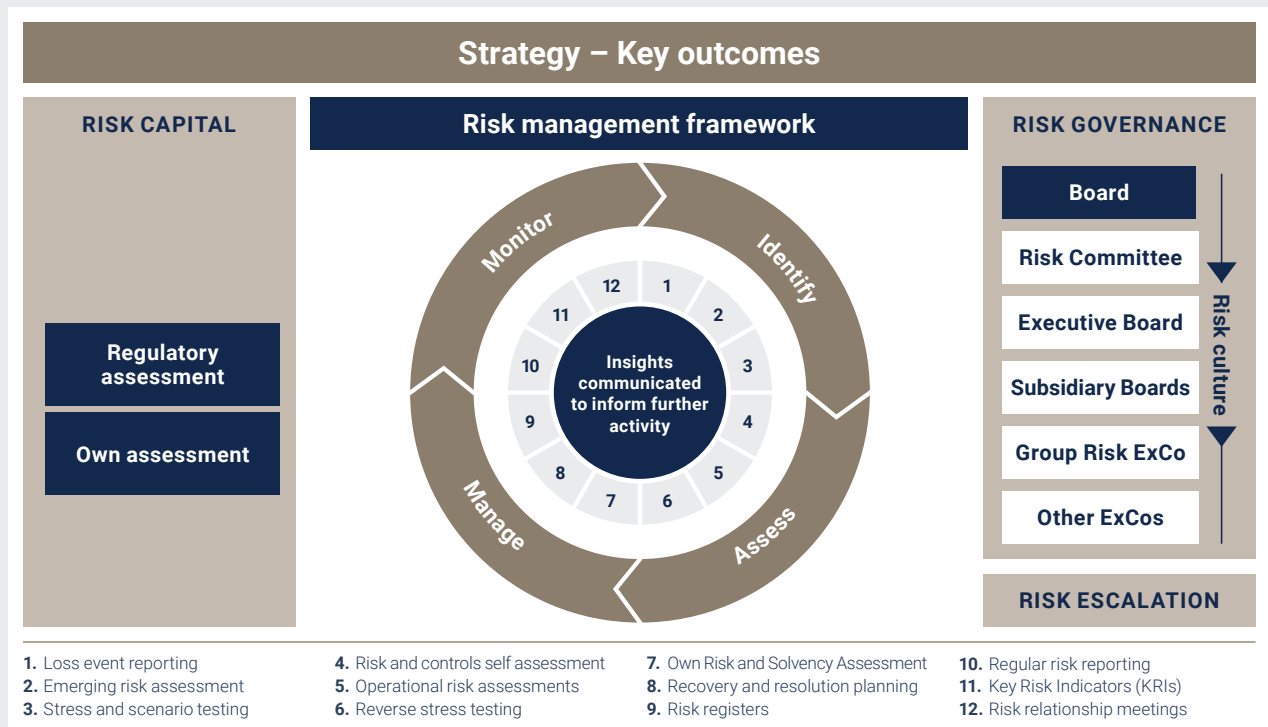 Strategy – Key outcomes
RISK CAPITAL
Regulatory
assessment
Own assessment
Risk management framework
Monitor
Identify
Assess
Manage
1
2
3
4
5
6
7
8
9
10
11
12
Insights
communicated
to inform further
activity
RISK GOVERNANCE
Board
Risk Committee
Executive Board
Subsidiary Boards
Group Risk ExCo
Other ExCos
Risk culture
RISK ESCALATION
1. Loss event reporting
2. Emerging risk assessment
3. Stress and scenario testing
4. Risk and controls self assessment
5. Operational risk assessments
6. Reverse stress testing
7. Own Risk and Solvency Assessment
8. Recovery and resolution planning
9. Risk registers
10. Regular risk reporting
11. Key Risk Indicators (KRIs)
12. Risk relationship meetings